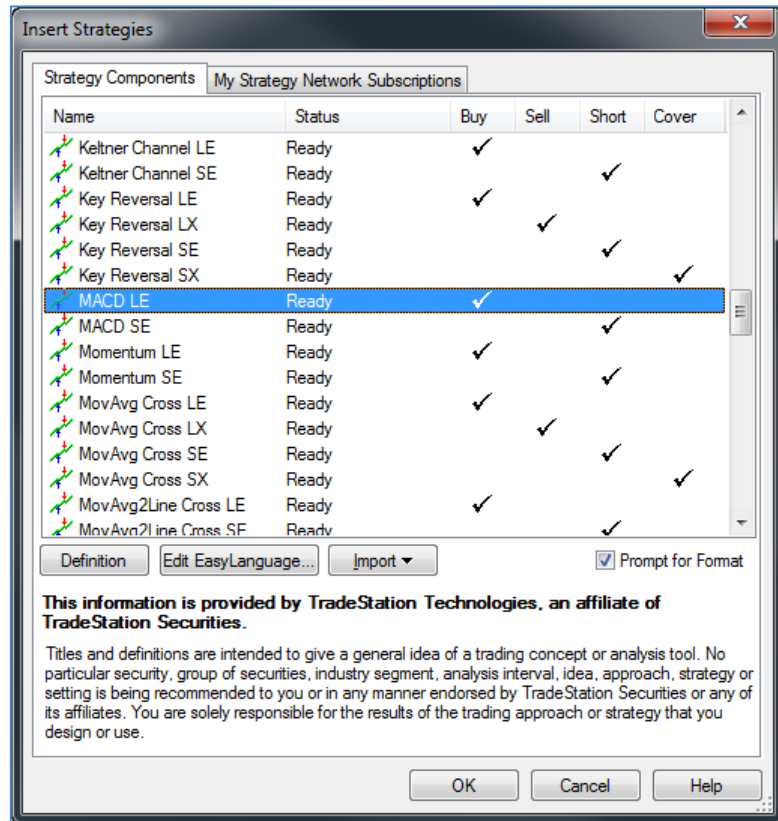 Insert Strategies
Strategy Components My Strategy Network Subscriptions
Name Status Buy Sell Short Cover
Keltner Channel LE Ready ✓
Keltner Channel SE Ready ✓
Key Reversal LE Ready ✓
Key Reversal LX Ready ✓
Key Reversal SE Ready ✓
Key Reversal SX Ready ✓
MACD LE Ready ✓
MACD SE Ready ✓
Momentum LE Ready ✓
Momentum SE Ready ✓
MovAvg Cross LE Ready ✓
MovAvg Cross LX Ready ✓
MovAvg Cross SE Ready ✓
MovAvg Cross SX Ready ✓
MovAvg2Line Cross LE Ready ✓
MovAvg2Line Cross SE Ready ✓
Definition Edit EasyLanguage... Import Prompt for Format
This information is provided by TradeStation Technologies, an affiliate of
TradeStation Securities.
Titles and definitions are intended to give a general idea of a trading concept or analysis tool. No
particular security, group of securities, industry segment, analysis interval, idea, approach, strategy or
setting is being recommended to you or in any manner endorsed by TradeStation Securities or any of
its affiliates. You are solely responsible for the results of the trading approach or strategy that you
design or use.
OK Cancel Help